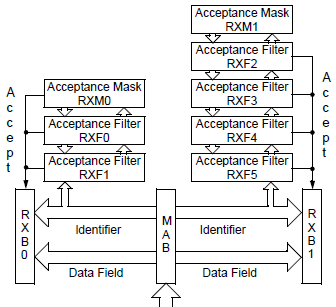 Acceptance Mask
RXM1
Acceptance Filter
RXF2
Acceptance Mask
RXM0
Acceptance Filter
RXF3
Acceptance Filter
RXF0
Acceptance Filter
RXF4
Acceptance Filter
RXF1
Acceptance Filter
RXF5
Accept
Accept
RXB0
MAB
RXB1
Identifier
Identifier
Data Field
Data Field